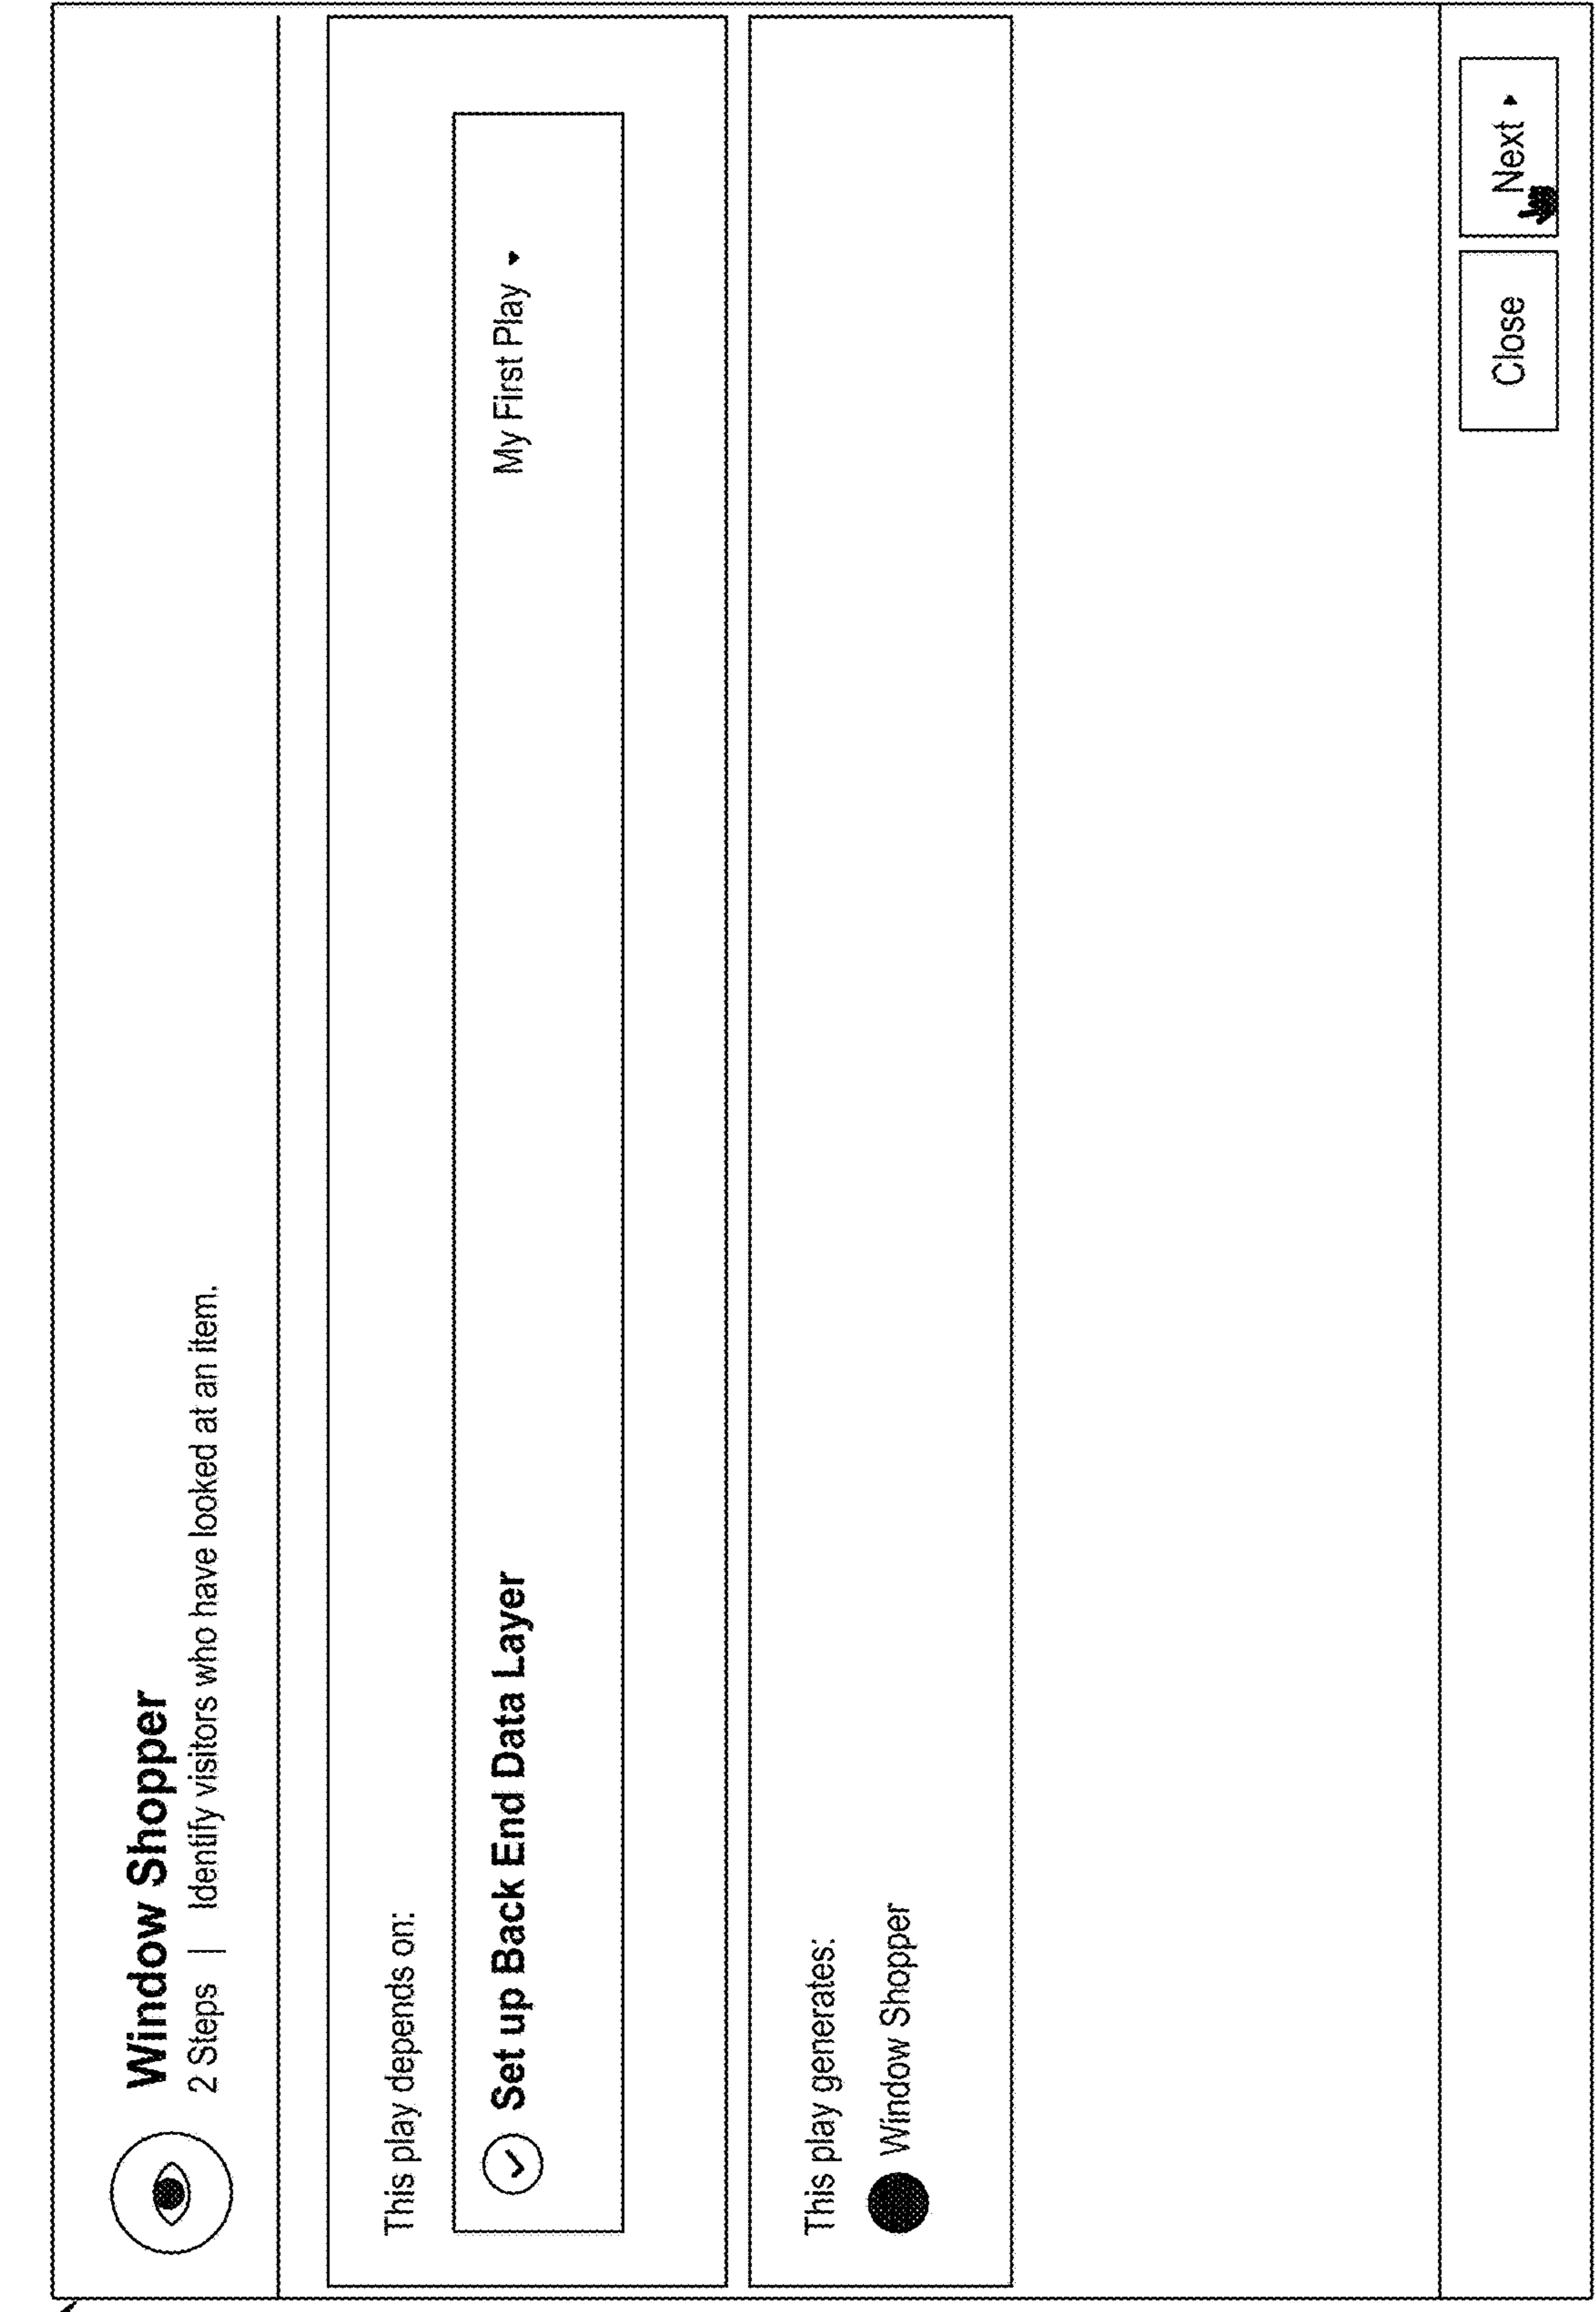 Window Shopper
2 Steps | Identify visitors who have looked at an item.
This play depends on:
Set up Back End Data Layer
My First Play
This play generates:
Window Shopper
Close
Next